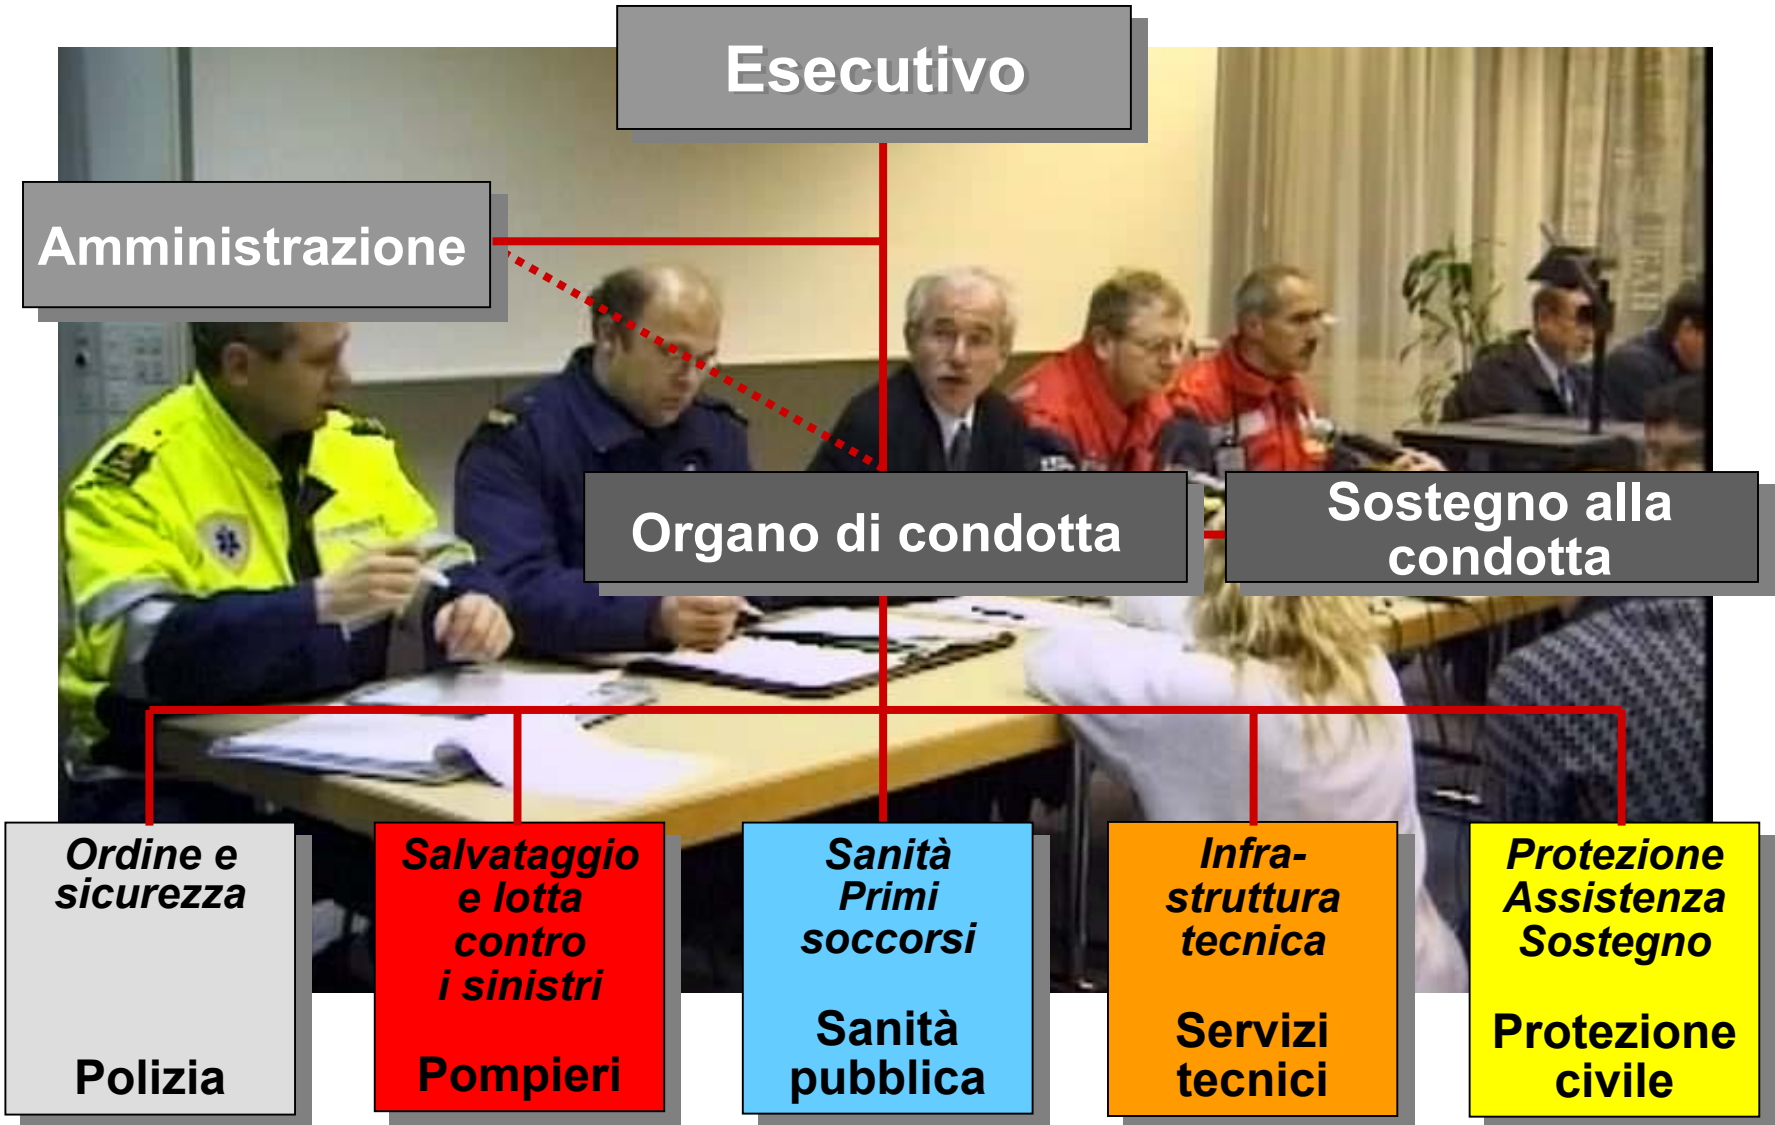 Esecutivo
Amministrazione
Organo di condotta
Sostegno alla
condotta
Ordine e
sicurezza
Polizia
Salvataggio
e lotta
contro
i sinistri
Pompieri
Sanità
Primi
soccorsi
Sanità
pubblica
Infra-
struttura
tecnica
Servizi
tecnici
Protezione
Assistenza
Sostegno
Protezione
civile